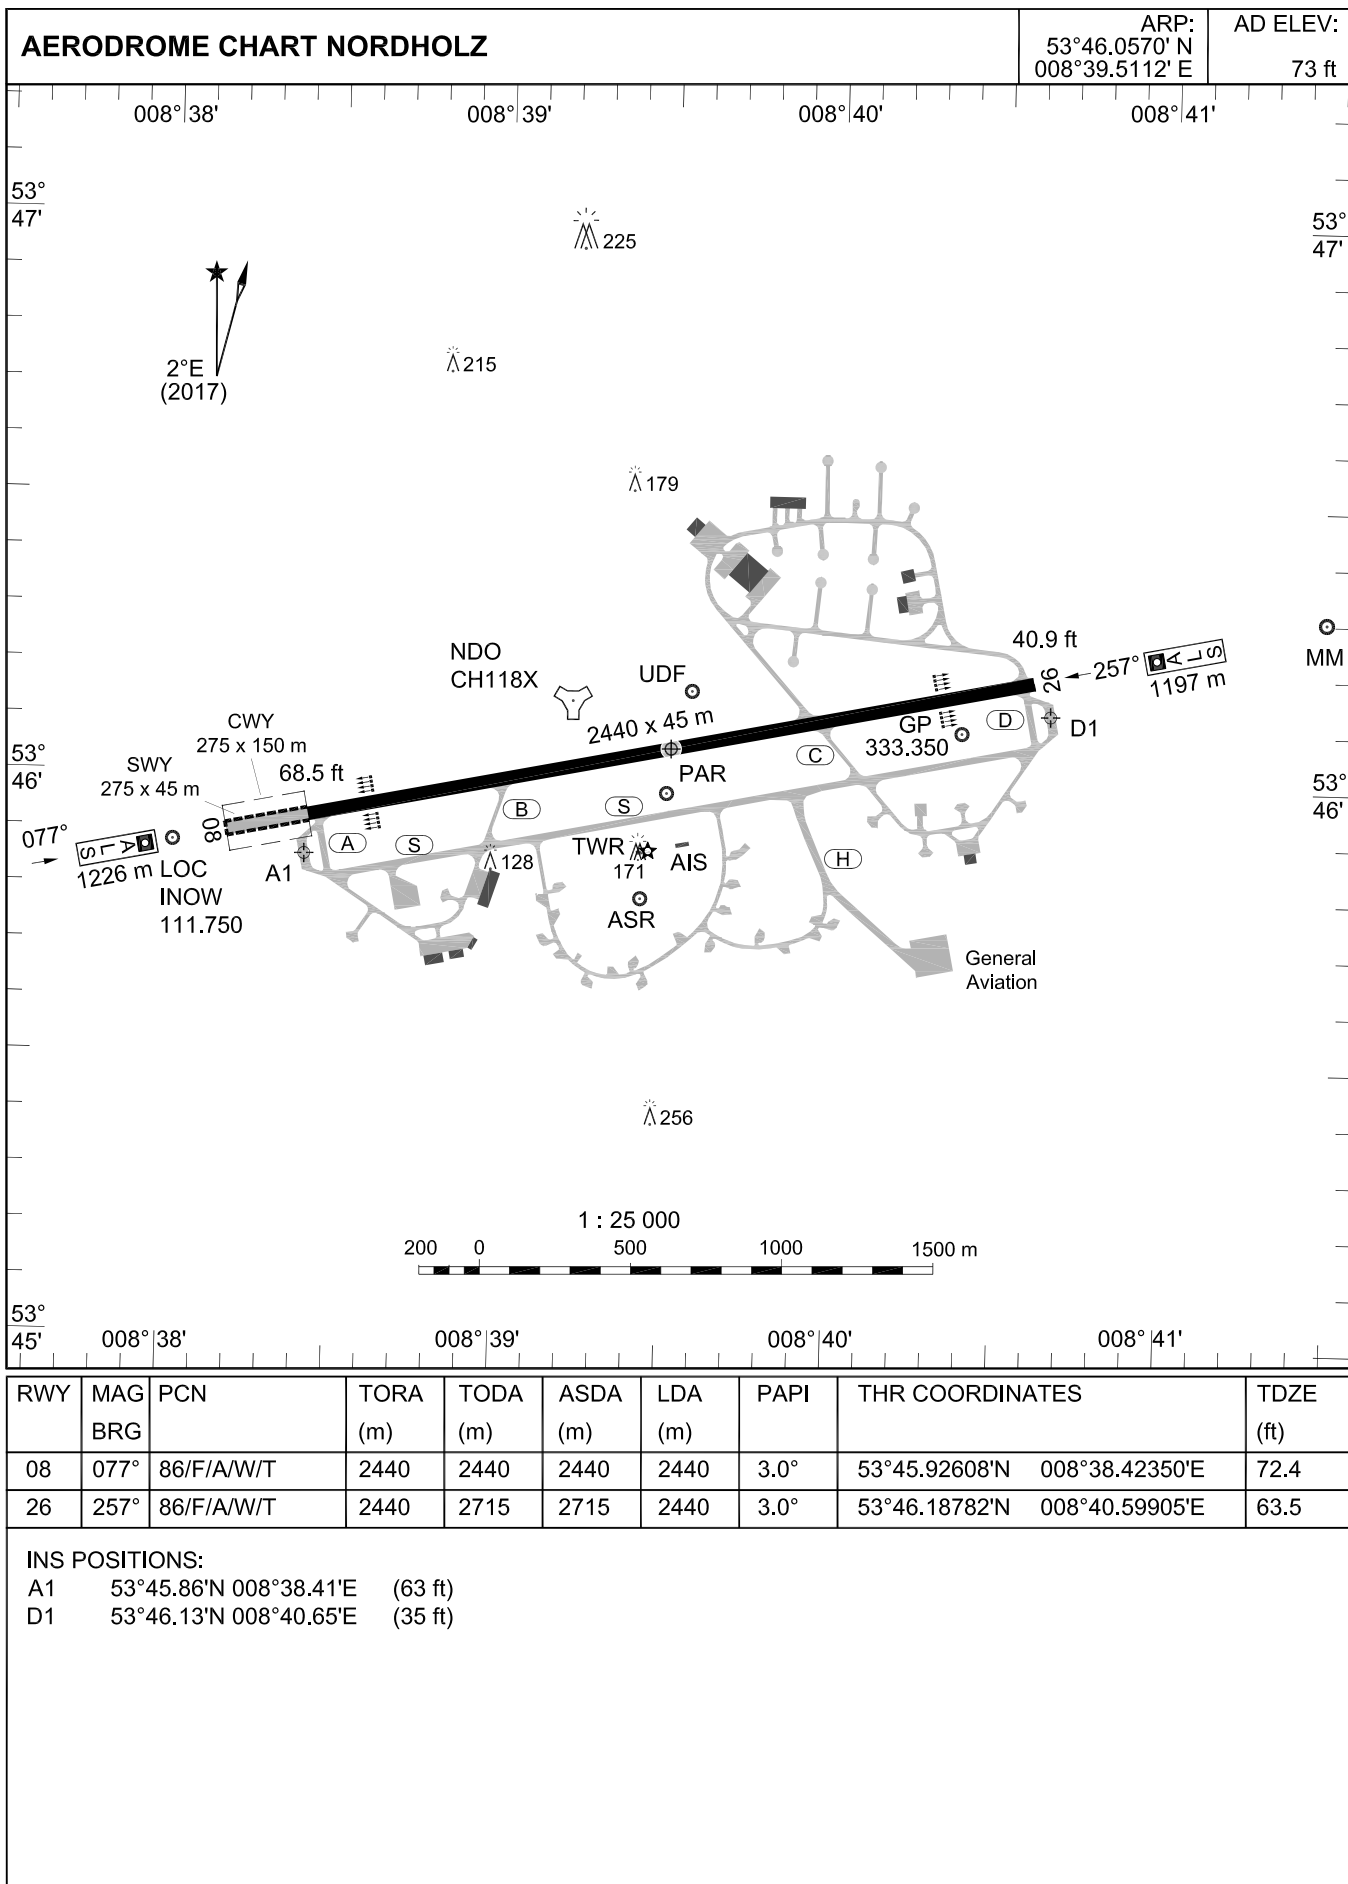 AERODROME CHART NORDHOLZ
ARP:
53°46.0570' N
008°39.5112' E
AD ELEV:
73 ft
008° 38'
008° 39'
008° 40'
008° 41'
53°
47'
53°
47'
225
2°E
(2017)
215
179
NDO
CH118X
UDF
40.9 ft
26
257°
ALS
1197 m
MM
2440 x 45 m
CWY
275 x 150 m
SWY
275 x 45 m
68.5 ft
53°
46'
53°
46'
GP
333.350
D
D1
C
PAR
B
S
08
077°
ALS
1226 m
LOC
INOW
111.750
A
A1
S
128
TWR
171
AIS
ASR
H
General
Aviation
256
1 : 25 000
200 0 500 1000 1500 m
53°
45'
008° 38'
008° 39'
008° 40'
008° 41'
RWY MAG BRG PCN TORA (m) TODA (m) ASDA (m) LDA (m) PAPI THR COORDINATES TDZE (ft)
08 077° 86/F/A/W/T 2440 2440 2440 2440 3.0° 53°45.92608'N 008°38.42350'E 72.4
26 257° 86/F/A/W/T 2440 2715 2715 2440 3.0° 53°46.18782'N 008°40.59905'E 63.5
INS POSITIONS:
A1 53°45.86'N 008°38.41'E (63 ft)
D1 53°46.13'N 008°40.65'E (35 ft)